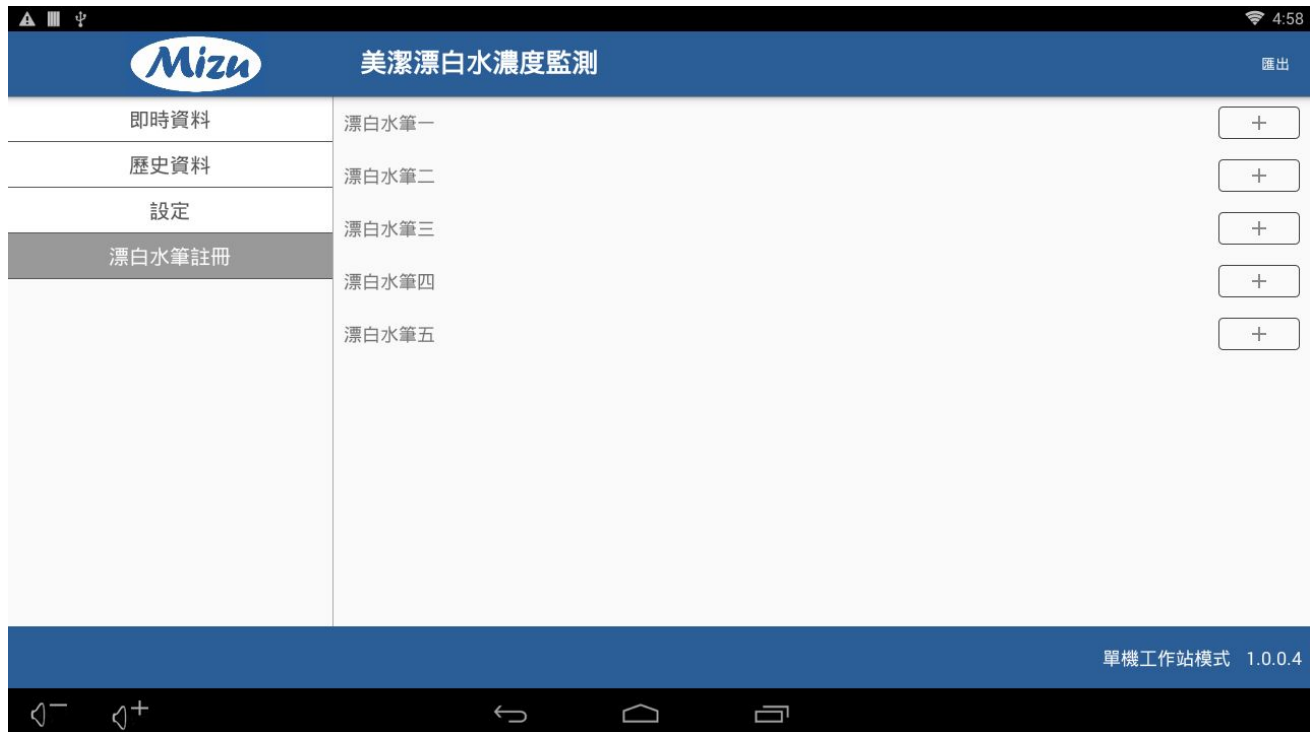 4:58
Mizu
美潔漂白水濃度監測
匯出
即時資料
歷史資料
設定
漂白水筆註冊
漂白水筆一
+
漂白水筆二
+
漂白水筆三
+
漂白水筆四
+
漂白水筆五
+
單機工作站模式 1.0.0.4